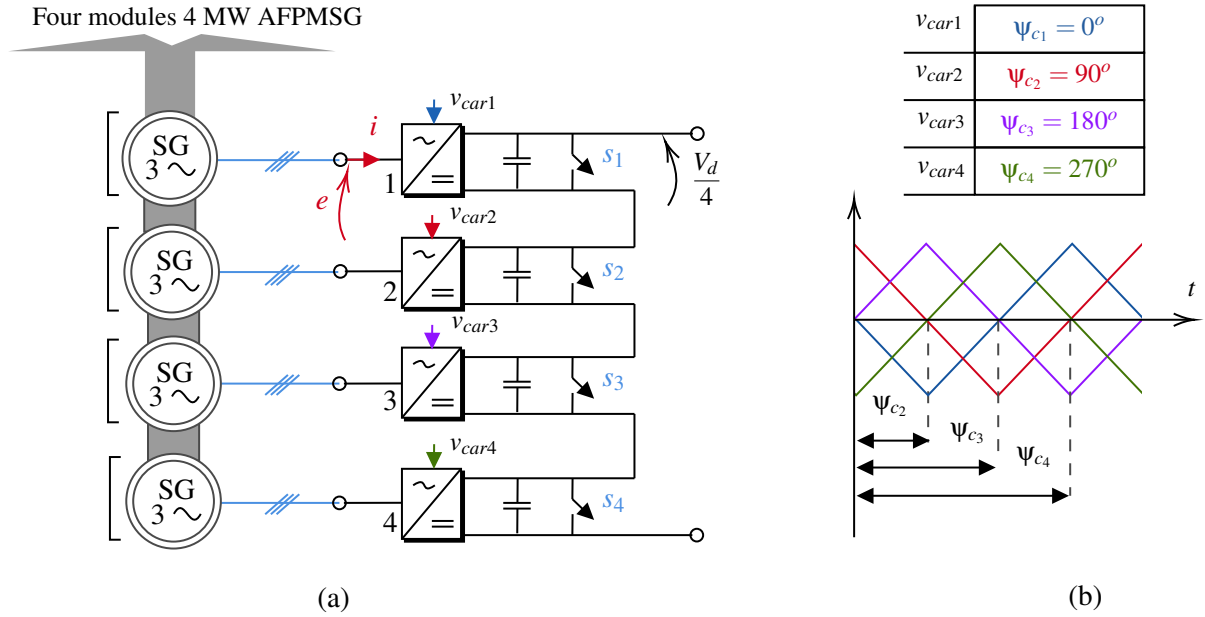 Four modules 4 MW AFPMSG
SG
3
i
e
v_car1
1
s_1
V_d
4
SG
3
v_car2
2
s_2
SG
3
v_car3
3
s_3
SG
3
v_car4
4
s_4
(a)
v_car1 ψ_c1 = 0^o
v_car2 ψ_c2 = 90^o
v_car3 ψ_c3 = 180^o
v_car4 ψ_c4 = 270^o
t
ψ_c2
ψ_c3
ψ_c4
(b)